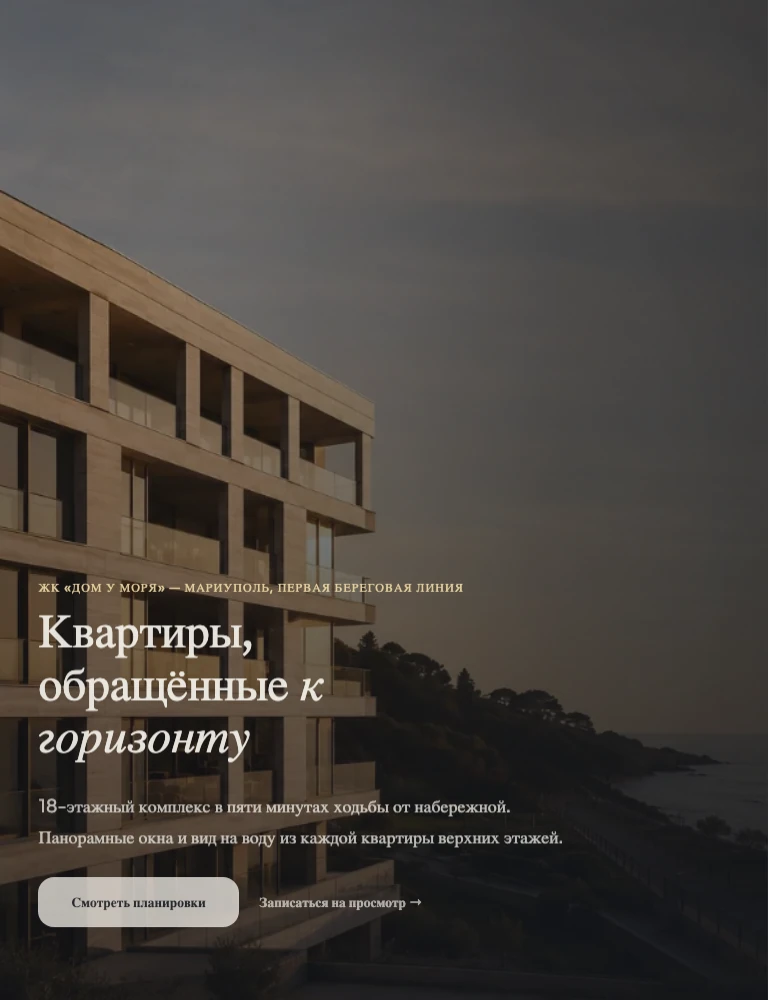 ЖК «ДОМ У МОРЯ» — МАРИУПОЛЬ, ПЕРВАЯ БЕРЕГОВАЯ ЛИНИЯ
Квартиры,
обращённые к
горизонту
18-этажный комплекс в пяти минутах ходьбы от набережной.
Панорамные окна и вид на воду из каждой квартиры верхних этажей.
Смотреть планировки
Записаться на просмотр →